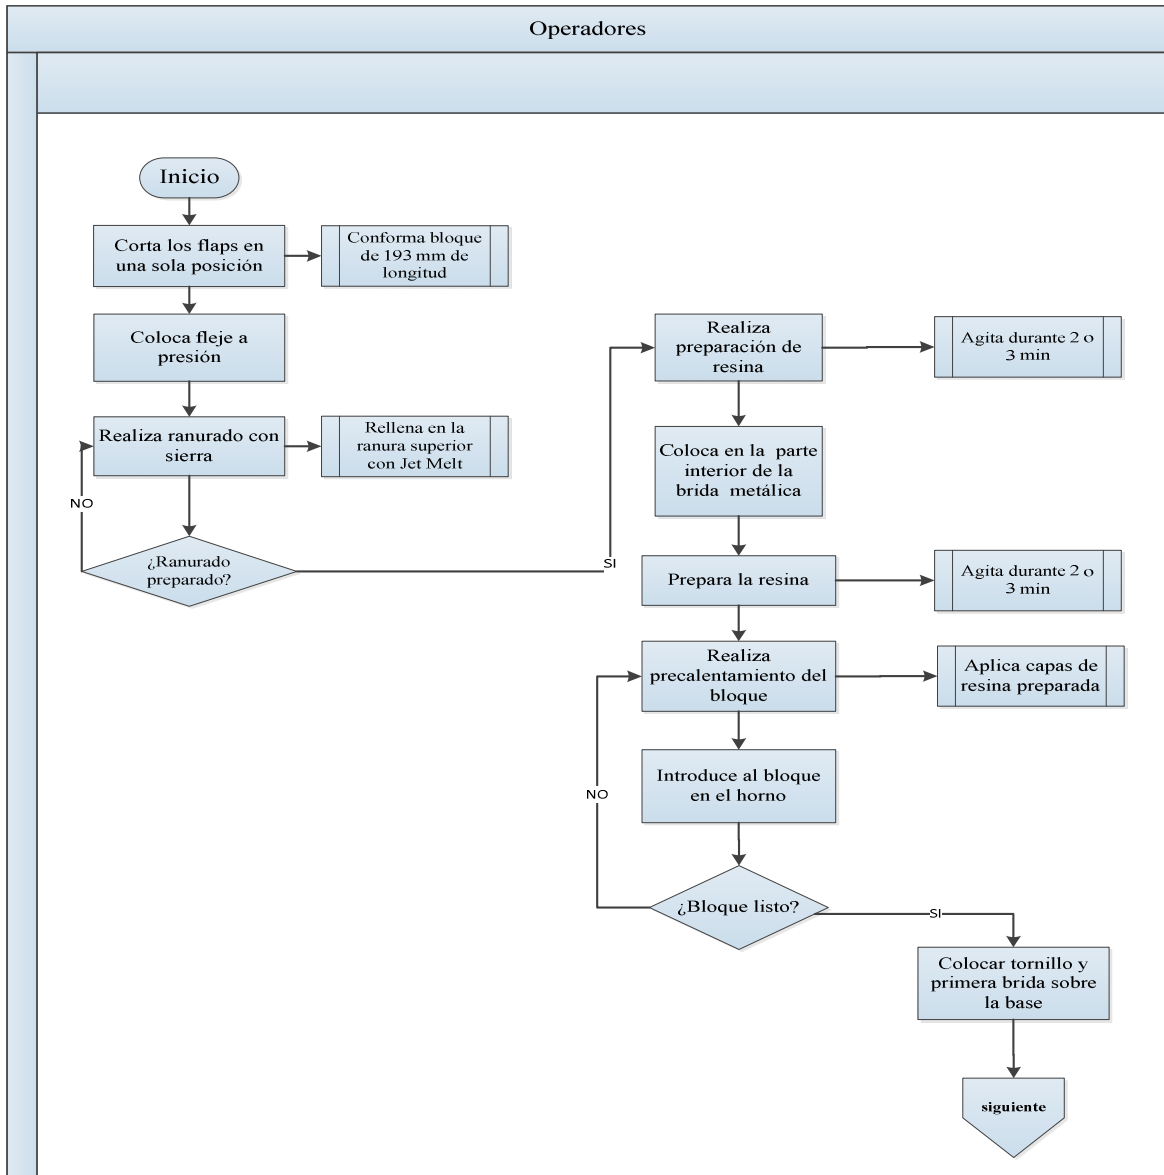 Operadores
Inicio
Corta los flaps en
una sola posición
Conforma bloque
de 193 mm de
longitud
Coloca fleje a
presión
Realiza ranurado con
sierra
Rellena en la
ranura superior
con Jet Melt
NO
¿Ranurado
preparado?
SI
Realiza
preparación de
resina
Agita durante 2 o
3 min
Coloca en la parte
interior de la
brida metálica
Prepara la resina
Agita durante 2 o
3 min
Realiza
precalentamiento del
bloque
Aplica capas de
resina preparada
Introduce al bloque
en el horno
NO
¿Bloque listo?
SI
Colocar tornillo y
primera brida sobre
la base
siguiente